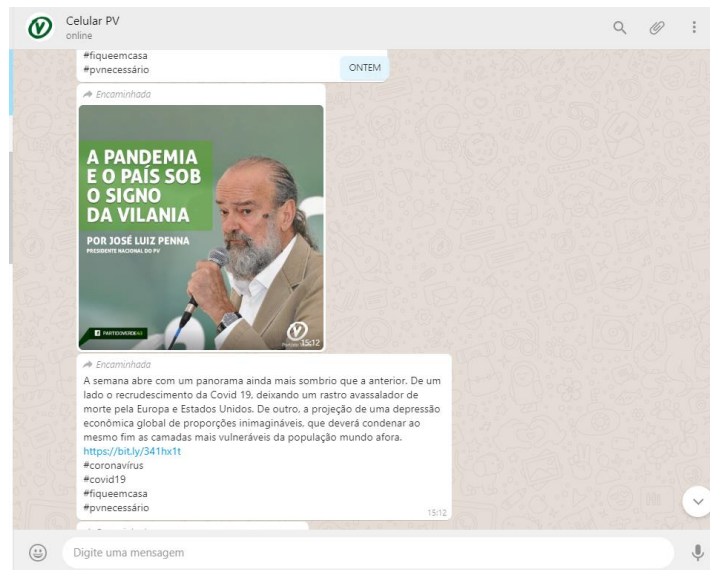 Celular PV
online
#fiqueemcasa
#pvnecessário
ONTEM
Encaminhada
A PANDEMIA
E O PAÍS SOB
O SIGNO
DA VILANIA
POR JOSÉ LUIZ PENNA
PRESIDENTE NACIONAL DO PV
15:12
Encaminhada
A semana abre com um panorama ainda mais sombrio que a anterior. De um
lado o recrudescimento da Covid 19, deixando um rastro avassalador de
morte pela Europa e Estados Unidos. De outro, a projeção de uma depressão
econômica global de proporções inimagináveis, que deverá condenar ao
mesmo fim as camadas mais vulneráveis da população mundo afora.
https://bit.ly/341hx1t
#coronavírus
#covid19
#fiqueemcasa
#pvnecessário
15:12
Digite uma mensagem